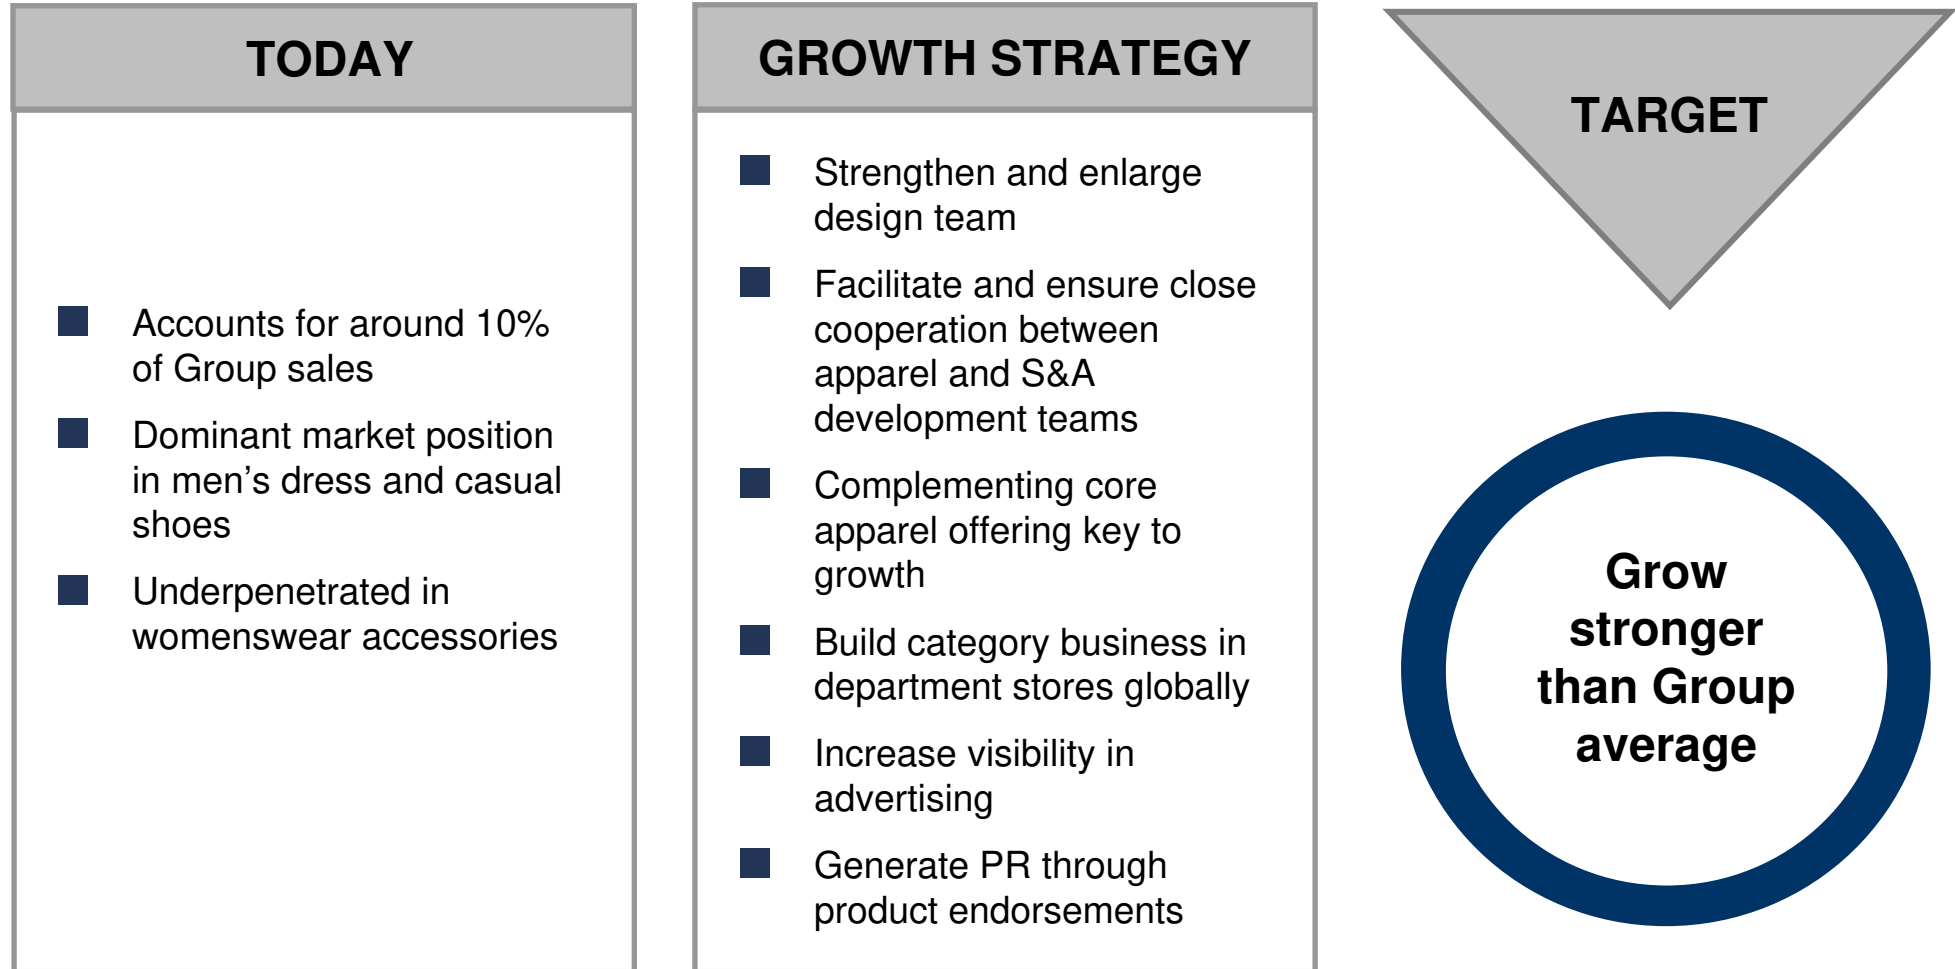 TODAY
Accounts for around 10%
of Group sales
Dominant market position
in men’s dress and casual
shoes
Underpenetrated in
womenswear accessories
GROWTH STRATEGY
Strengthen and enlarge
design team
Facilitate and ensure close
cooperation between
apparel and S&A
development teams
Complementing core
apparel offering key to
growth
Build category business in
department stores globally
Increase visibility in
advertising
Generate PR through
product endorsements
TARGET
Grow
stronger
than Group
average